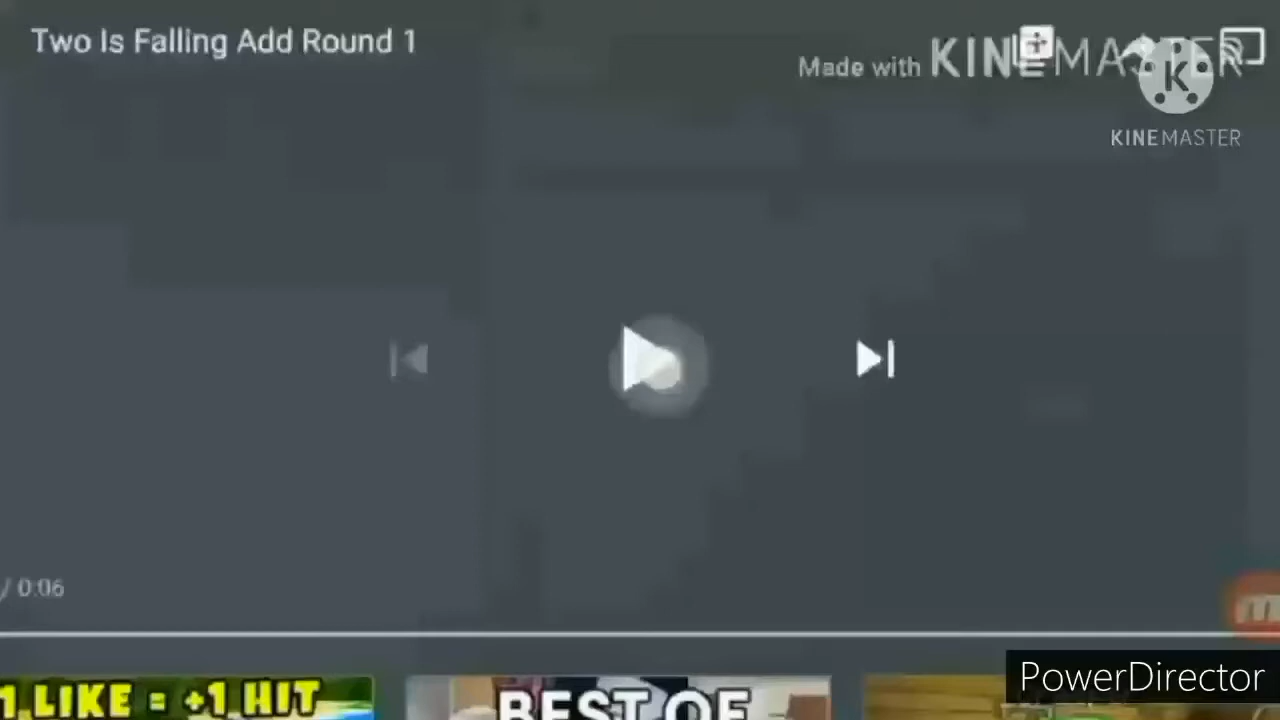 Two Is Falling Add Round 1
Made with KINEMASTER
K
KINEMASTER
/ 0:06
PowerDirector
1 LIKE = +1 HIT
BEST OF